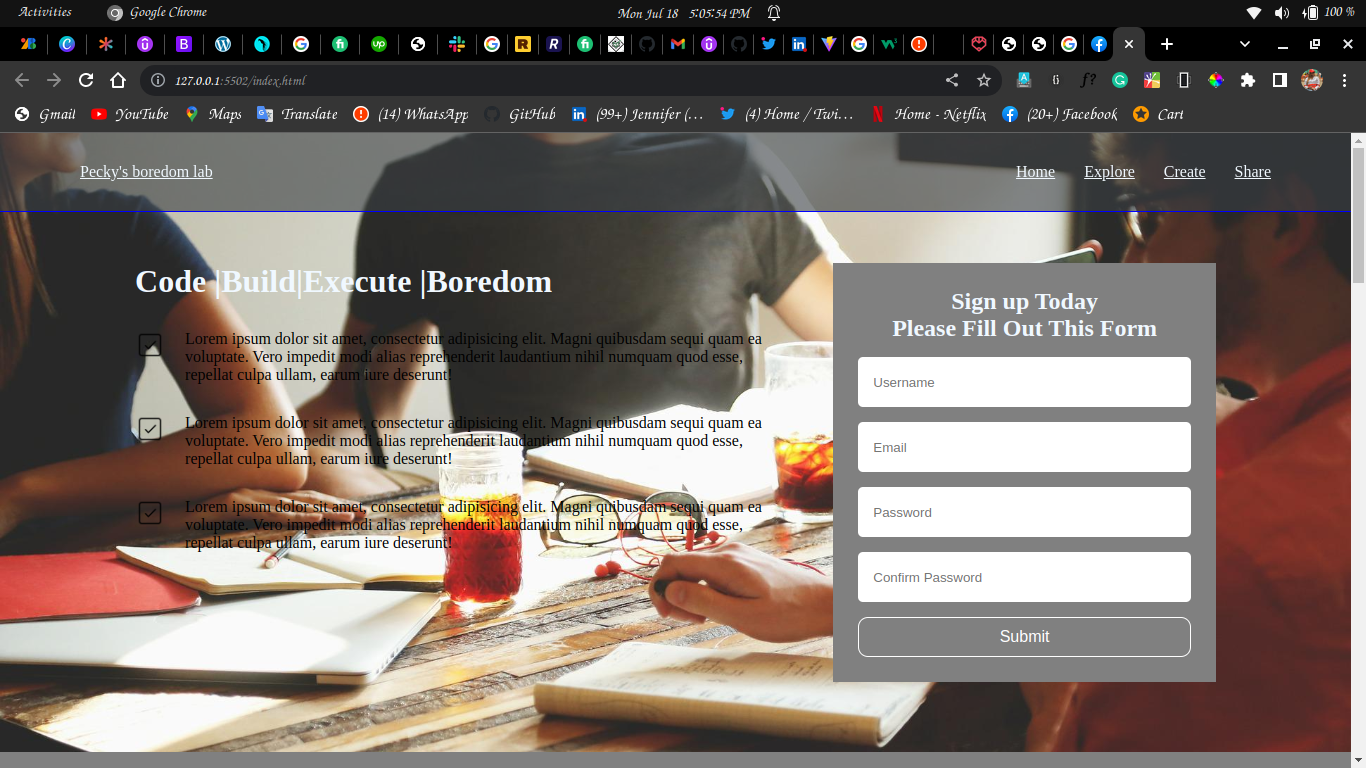 Activities
Google Chrome
Mon Jul 18 5:05:54 PM
100 %
127.0.0.1:5502/index.html
Gmail
YouTube
Maps
Translate
(14) WhatsApp
GitHub
(99+) Jennifer (…
(4) Home / Twi…
Home - Netflix
(20+) Facebook
Cart
Pecky's boredom lab
Home
Explore
Create
Share
Code |Build|Execute |Boredom
Lorem ipsum dolor sit amet, consectetur adipisicing elit. Magni quibusdam sequi quam ea
voluptate. Vero impedit modi alias reprehenderit laudantium nihil numquam quod esse,
repellat culpa ullam, earum iure deserunt!
Lorem ipsum dolor sit amet, consectetur adipisicing elit. Magni quibusdam sequi quam ea
voluptate. Vero impedit modi alias reprehenderit laudantium nihil numquam quod esse,
repellat culpa ullam, earum iure deserunt!
Lorem ipsum dolor sit amet, consectetur adipisicing elit. Magni quibusdam sequi quam ea
voluptate. Vero impedit modi alias reprehenderit laudantium nihil numquam quod esse,
repellat culpa ullam, earum iure deserunt!
Sign up Today
Please Fill Out This Form
Username
Email
Password
Confirm Password
Submit